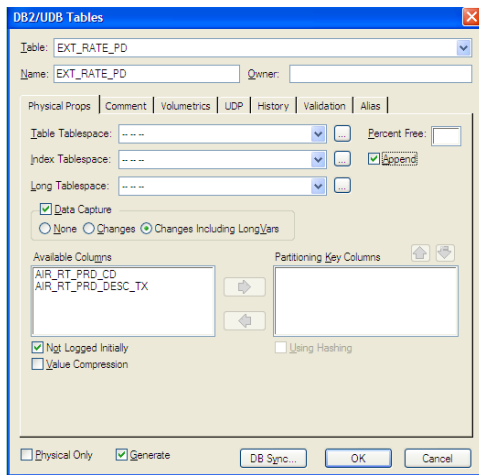 DB2/UDB Tables
Table: EXT_RATE_PD
Name: EXT_RATE_PD Owner:
Physical Props Comment Volumetrics UDP History Validation Alias
Table Tablespace: -- -- -- ... Percent Free:
Index Tablespace: -- -- -- ... Append
Long Tablespace: -- -- -- ...
Data Capture
None Changes Changes Including LongVars
Available Columns Partitioning Key Columns
AIR_RT_PRD_CD
AIR_RT_PRD_DESC_TX
Not Logged Initially Using Hashing
Value Compression
Physical Only Generate DB Sync... OK Cancel